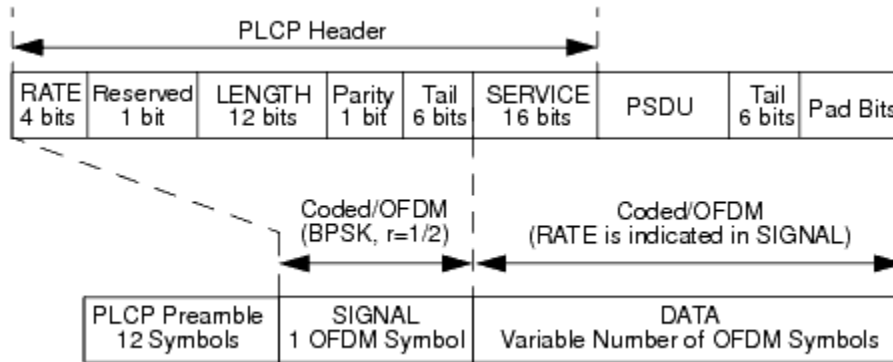 PLCP Header
RATE Reserved LENGTH Parity Tail SERVICE PSDU Tail Pad Bits
4 bits 1 bit 12 bits 1 bit 6 bits 16 bits 6 bits
Coded/OFDM Coded/OFDM
(BPSK, r=1/2) (RATE is indicated in SIGNAL)
PLCP Preamble SIGNAL DATA
12 Symbols 1 OFDM Symbol Variable Number of OFDM Symbols